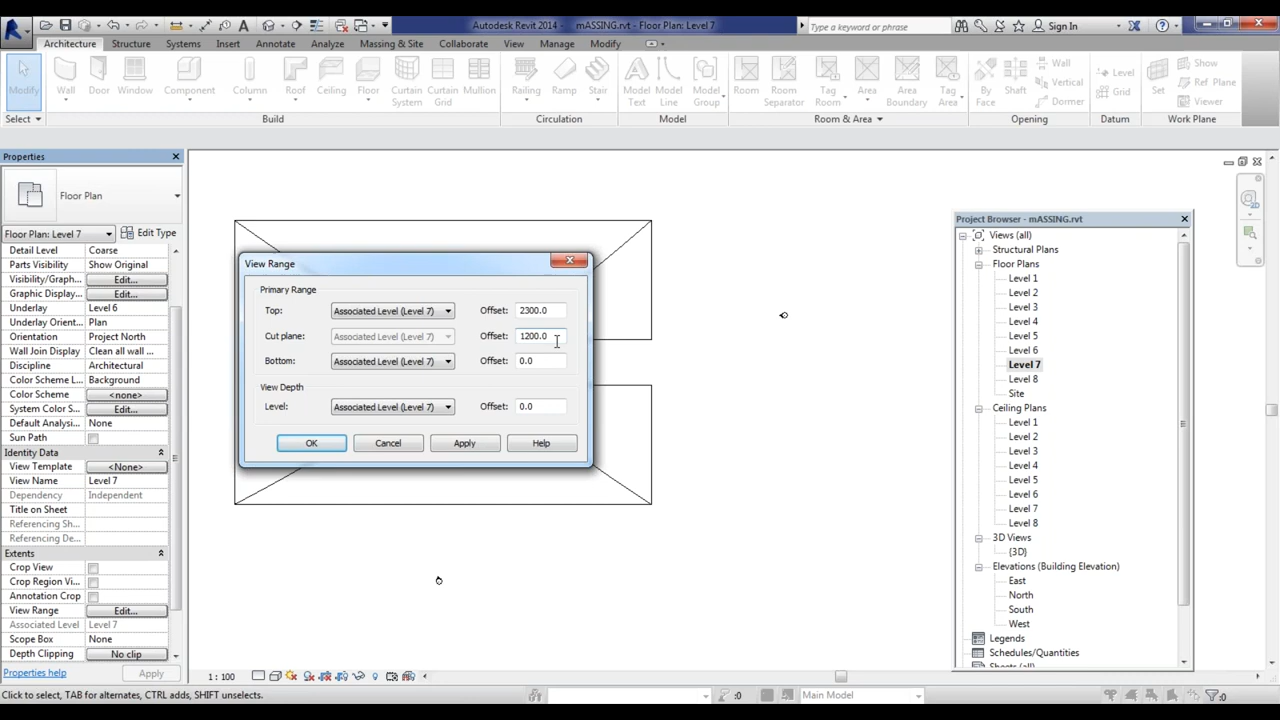 Autodesk Revit 2014 - mASSING.rvt - Floor Plan: Level 7
Type a keyword or phrase
Sign In
Architecture Structure Systems Insert Annotate Analyze Massing & Site Collaborate View Manage Modify
Modify
Wall Door Window Component Column Roof Ceiling Floor Curtain System Curtain Grid Mullion
Railing Ramp Stair
Model Text Model Line Model Group
Room Room Separator Tag Room Area Area Boundary Tag Area
By Face Shaft Wall Vertical Dormer
Level Grid
Set Show Ref Plane Viewer
Select Build Circulation Model Room & Area Opening Datum Work Plane
Properties
Floor Plan
Floor Plan: Level 7 Edit Type
Detail Level Coarse
Parts Visibility Show Original
Visibility/Graph... Edit...
Graphic Display... Edit...
Underlay Level 6
Underlay Orient... Plan
Orientation Project North
Wall Join Display Clean all wall ...
Discipline Architectural
Color Scheme L... Background
Color Scheme <none>
System Color S... Edit...
Default Analysi... None
Sun Path
Identity Data
View Template <None>
View Name Level 7
Dependency Independent
Title on Sheet
Referencing Sh...
Referencing De...
Extents
Crop View
Crop Region Vi...
Annotation Crop
View Range Edit...
Associated Level Level 7
Scope Box None
Depth Clipping No clip
Properties help Apply
View Range
Primary Range
Top: Associated Level (Level 7) Offset: 2300.0
Cut plane: Associated Level (Level 7) Offset: 1200.0
Bottom: Associated Level (Level 7) Offset: 0.0
View Depth
Level: Associated Level (Level 7) Offset: 0.0
OK Cancel Apply Help
Project Browser - mASSING.rvt
Views (all)
Structural Plans
Floor Plans
Level 1
Level 2
Level 3
Level 4
Level 5
Level 6
Level 7
Level 8
Site
Ceiling Plans
Level 1
Level 2
Level 3
Level 4
Level 5
Level 6
Level 7
Level 8
3D Views
{3D}
Elevations (Building Elevation)
East
North
South
West
Legends
Schedules/Quantities
Sheets (all)
1 : 100
Click to select, TAB for alternates, CTRL adds, SHIFT unselects.
:0
Main Model
:0